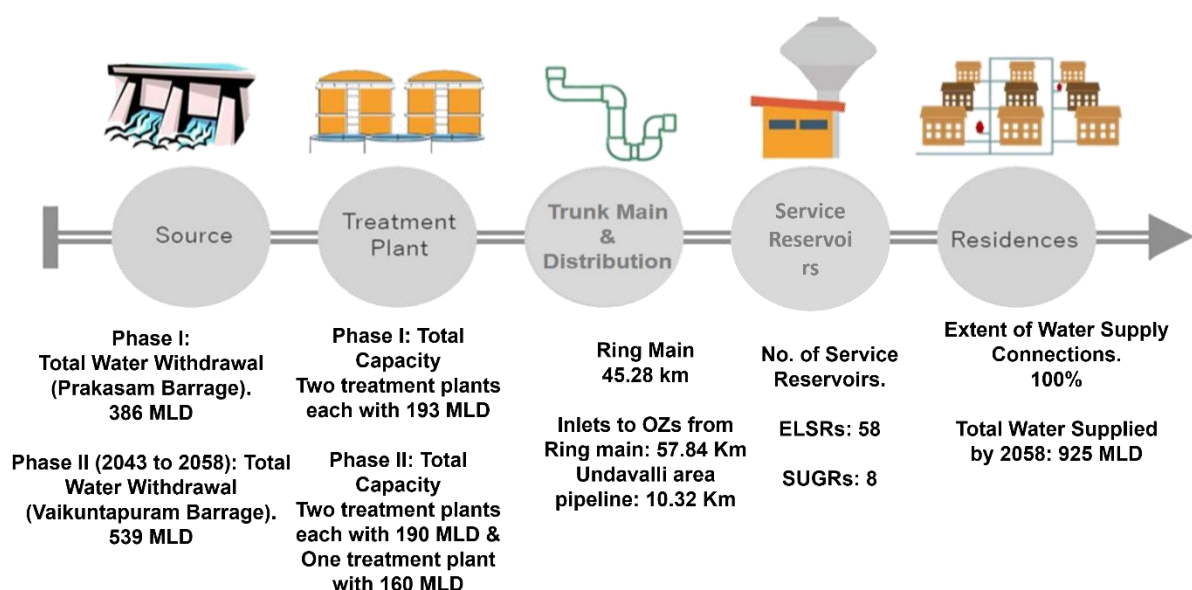 Source
Treatment
Plant
Trunk Main
&
Distribution
Service
Reservoi
rs
Residences
Phase I:
Total Water Withdrawal
(Prakasam Barrage).
386 MLD
Phase II (2043 to 2058): Total
Water Withdrawal
(Vaikuntapuram Barrage).
539 MLD
Phase I: Total
Capacity
Two treatment plants
each with 193 MLD
Phase II: Total
Capacity
Two treatment plants
each with 190 MLD &
One treatment plant
with 160 MLD
Ring Main
45.28 km
Inlets to OZs from
Ring main: 57.84 Km
Undavalli area
pipeline: 10.32 Km
No. of Service
Reservoirs.
ELSRs: 58
SUGRs: 8
Extent of Water Supply
Connections.
100%
Total Water Supplied
by 2058: 925 MLD